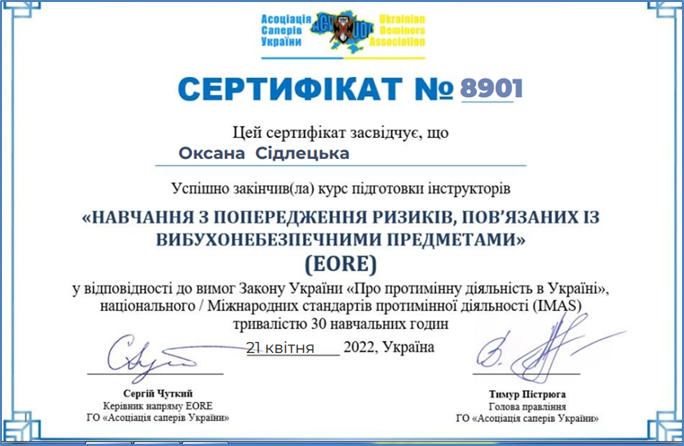 Асоціація Саперів України
Ukrainian Deminers Association
СЕРТИФІКАТ № 8901
Цей сертифікат засвідчує, що
Оксана Сідлецька
Успішно закінчив(ла) курс підготовки інструкторів
«НАВЧАННЯ З ПОПЕРЕДЖЕННЯ РИЗИКІВ, ПОВ’ЯЗАНИХ ІЗ
ВИБУХОНЕБЕЗПЕЧНИМИ ПРЕДМЕТАМИ»
(EORE)
у відповідності до вимог Закону України «Про протимінну діяльність в Україні»,
національного / Міжнародних стандартів протимінної діяльності (IMAS)
тривалістю 30 навчальних годин
21 квітня 2022, Україна
Сергій Чуткий
Керівник напряму EORE
ГО «Асоціація саперів України»
Тимур Пістрюга
Голова правління
ГО «Асоціація саперів України»